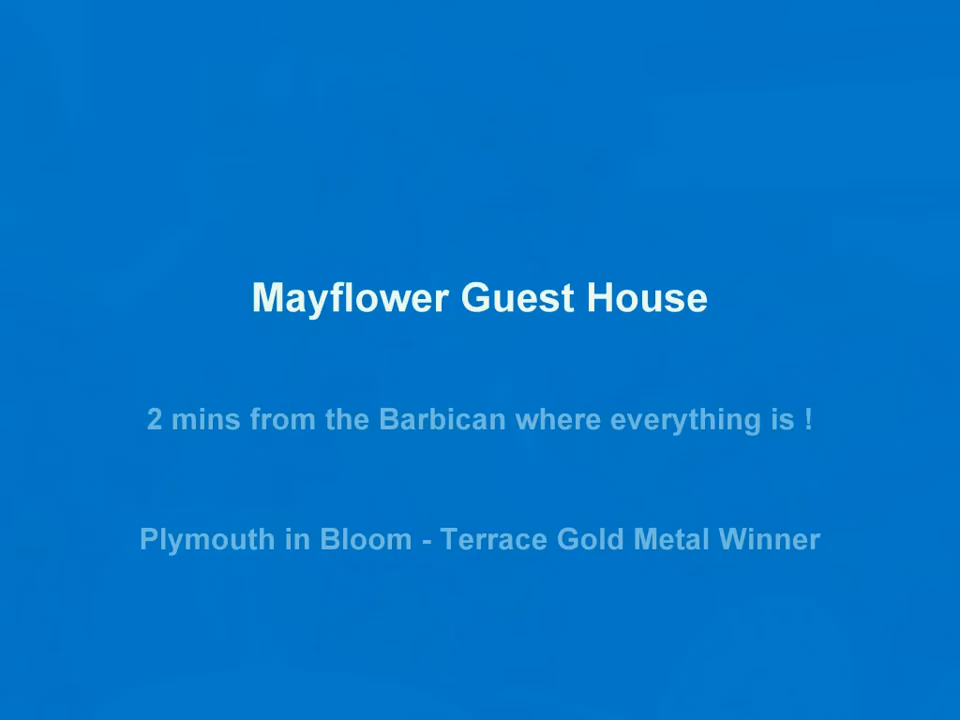 Mayflower Guest House
2 mins from the Barbican where everything is !
Plymouth in Bloom - Terrace Gold Metal Winner